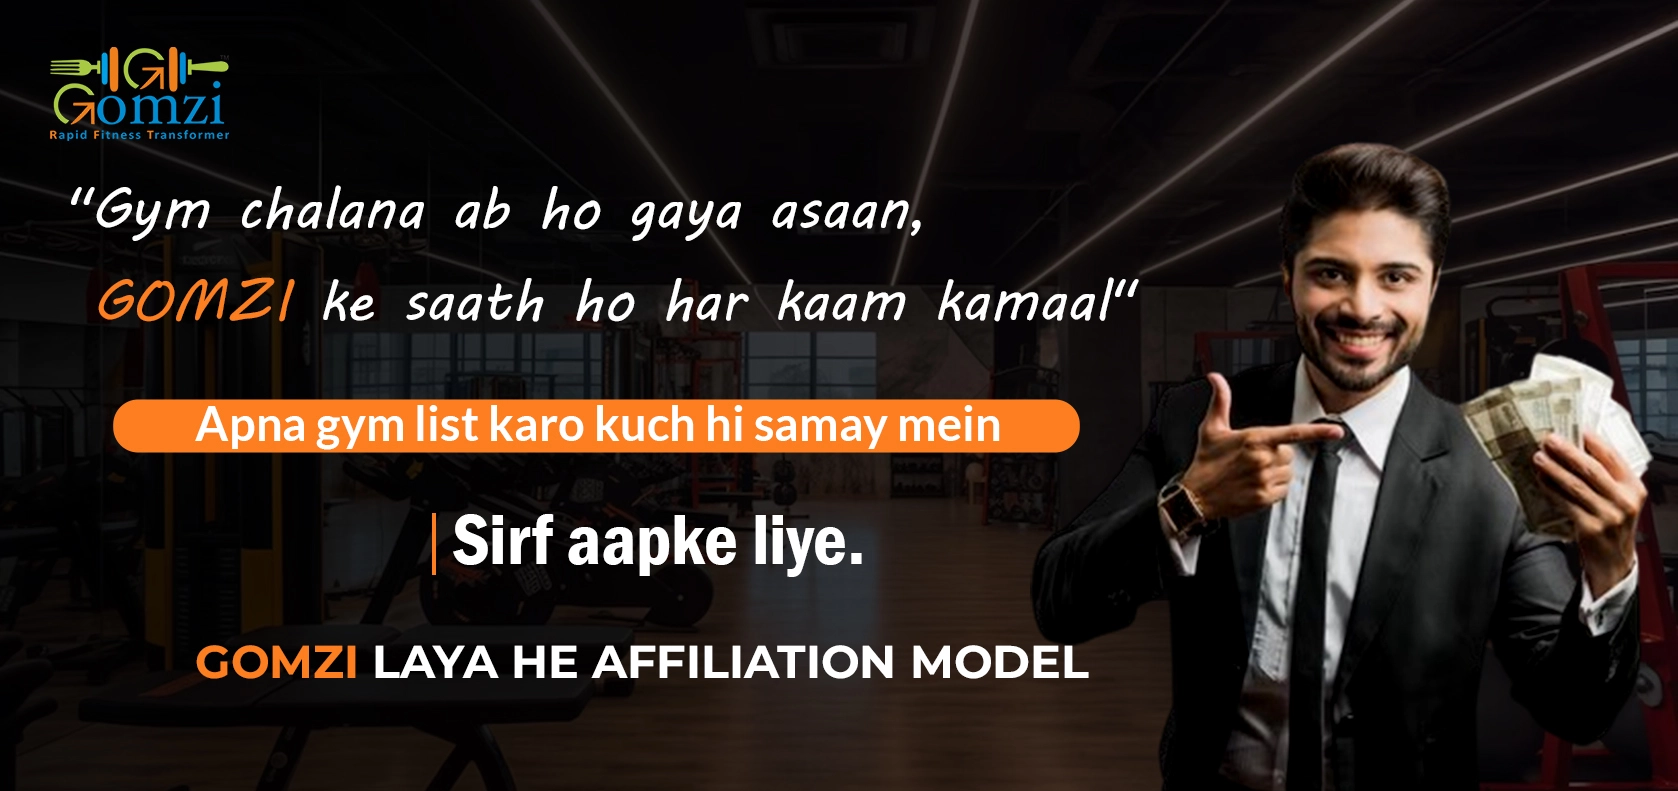 Gomzi
Rapid Fitness Transformer
“Gym chalana ab ho gaya asaan,
GOMZI ke saath ho har kaam kamaal“
Apna gym list karo kuch hi samay mein
Sirf aapke liye.
GOMZI LAYA HE AFFILIATION MODEL